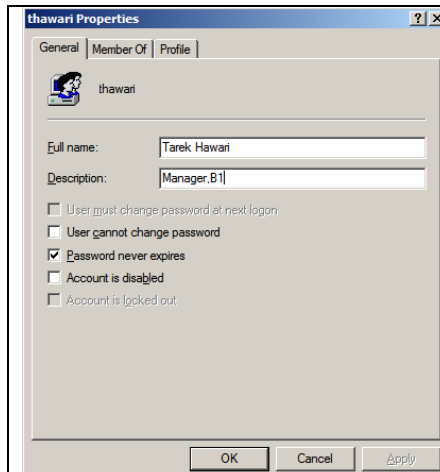 thawari Properties
General
Member Of
Profile
thawari
Full name:
Tarek Hawari
Description:
Manager,B1
User must change password at next logon
User cannot change password
Password never expires
Account is disabled
Account is locked out
OK
Cancel
Apply